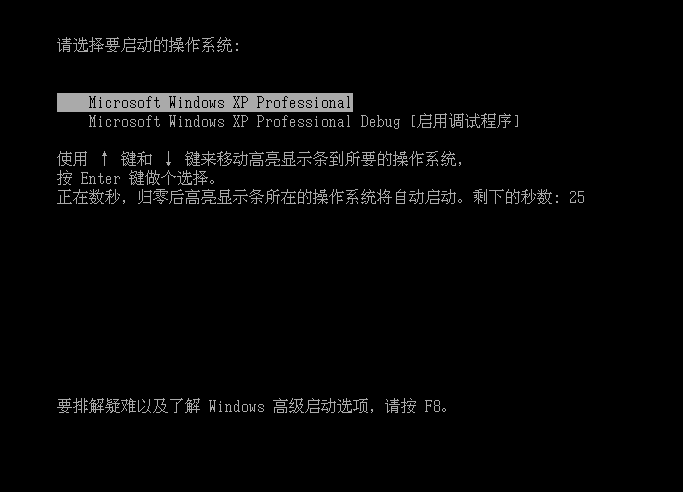 请选择要启动的操作系统:
Microsoft Windows XP Professional
Microsoft Windows XP Professional Debug [启用调试程序]
使用 ↑ 键和 ↓ 键来移动高亮显示条到所要的操作系统,
按 Enter 键做个选择。
正在数秒, 归零后高亮显示条所在的操作系统将自动启动。剩下的秒数: 25
要排解疑难以及了解 Windows 高级启动选项, 请按 F8。